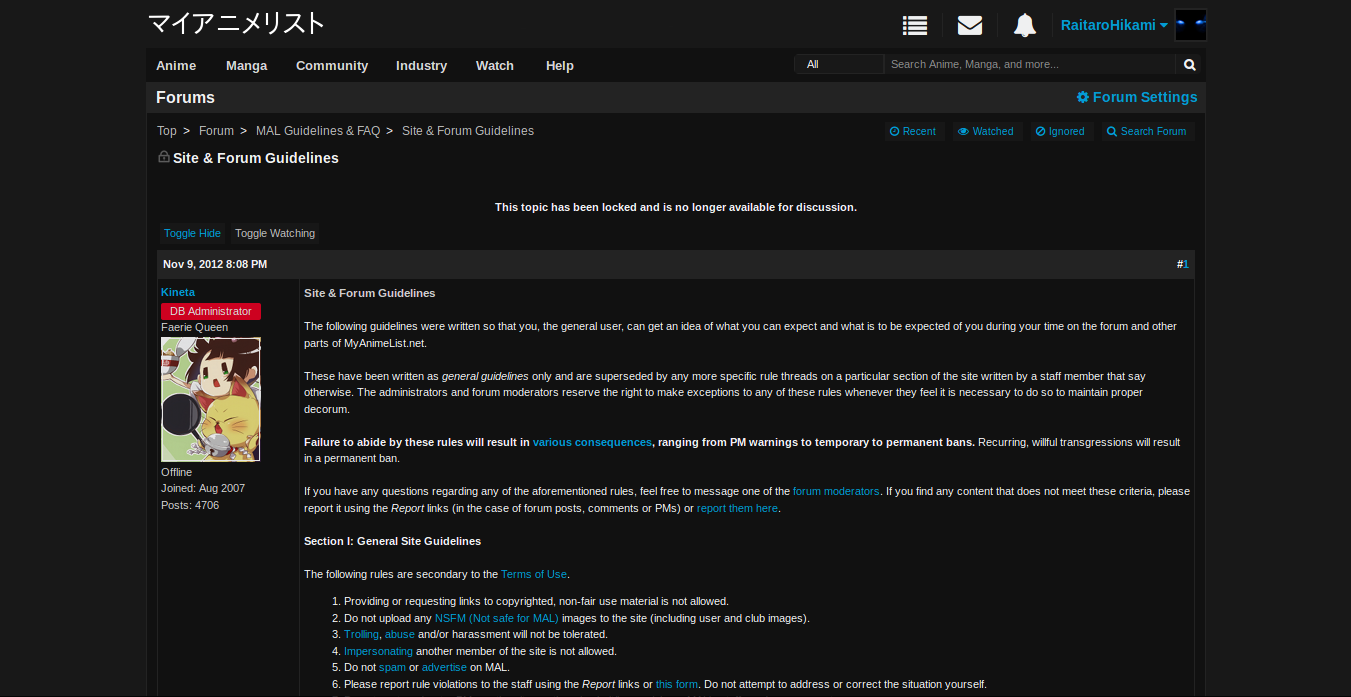 マイアニメリスト
RaitaroHikami
Anime Manga Community Industry Watch Help All Search Anime, Manga, and more...
Forums Forum Settings
Top > Forum > MAL Guidelines & FAQ > Site & Forum Guidelines Recent Watched Ignored Search Forum
Site & Forum Guidelines
This topic has been locked and is no longer available for discussion.
Toggle Hide Toggle Watching
Nov 9, 2012 8:08 PM #1
Kineta
DB Administrator
Faerie Queen
Offline
Joined: Aug 2007
Posts: 4706
Site & Forum Guidelines
The following guidelines were written so that you, the general user, can get an idea of what you can expect and what is to be expected of you during your time on the forum and other
parts of MyAnimeList.net.
These have been written as general guidelines only and are superseded by any more specific rule threads on a particular section of the site written by a staff member that say
otherwise. The administrators and forum moderators reserve the right to make exceptions to any of these rules whenever they feel it is necessary to do so to maintain proper
decorum.
Failure to abide by these rules will result in various consequences, ranging from PM warnings to temporary to permanent bans. Recurring, willful transgressions will result
in a permanent ban.
If you have any questions regarding any of the aforementioned rules, feel free to message one of the forum moderators. If you find any content that does not meet these criteria, please
report it using the Report links (in the case of forum posts, comments or PMs) or report them here.
Section I: General Site Guidelines
The following rules are secondary to the Terms of Use.
1. Providing or requesting links to copyrighted, non-fair use material is not allowed.
2. Do not upload any NSFM (Not safe for MAL) images to the site (including user and club images).
3. Trolling, abuse and/or harassment will not be tolerated.
4. Impersonating another member of the site is not allowed.
5. Do not spam or advertise on MAL.
6. Please report rule violations to the staff using the Report links or this form. Do not attempt to address or correct the situation yourself.